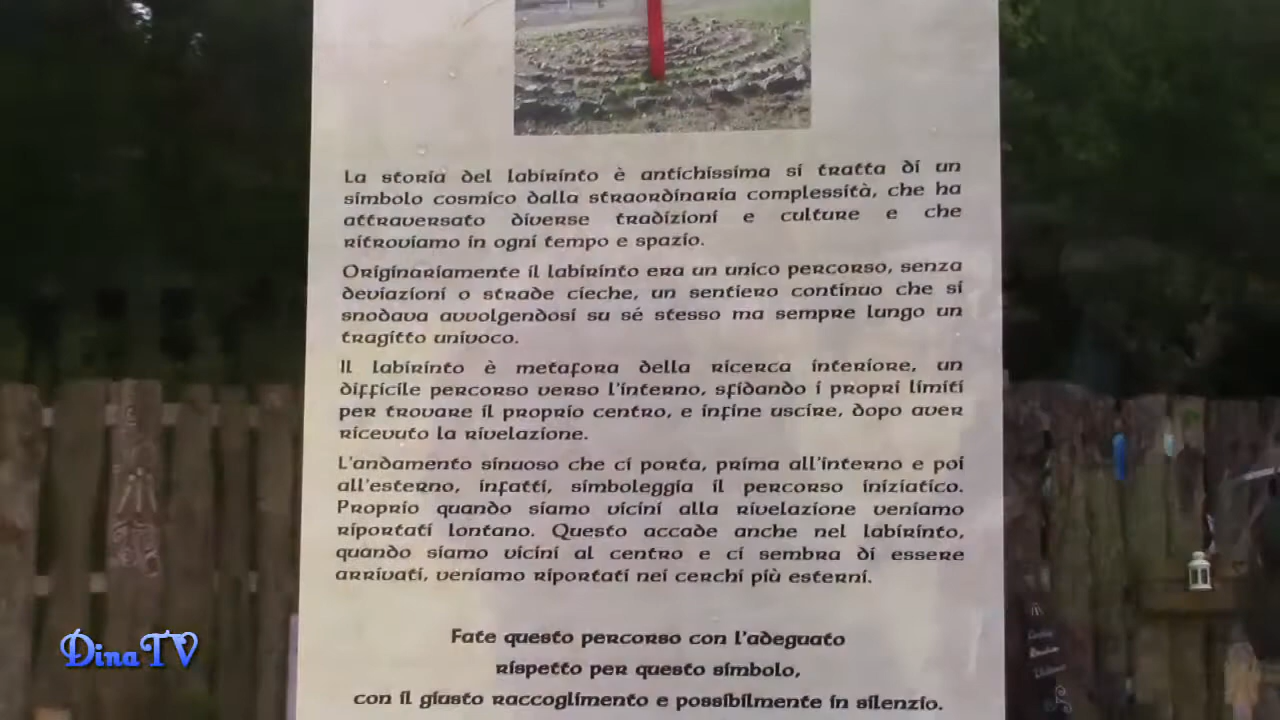 La storia del labirinto è antichissima si tratta di un
simbolo cosmico dalla straordinaria complessità, che ha
attraversato diverse tradizioni e culture e che
ritroviamo in ogni tempo e spazio.
Originariamente il labirinto era un unico percorso, senza
deviazioni o strade cieche, un sentiero continuo che si
snodava avvolgendosi su sé stesso ma sempre lungo un
tragitto univoco.
Il labirinto è metafora della ricerca interiore, un
difficile percorso verso l'interno, sfidando i propri limiti
per trovare il proprio centro, e infine uscire, dopo aver
ricevuto la rivelazione.
L'andamento sinuoso che ci porta, prima all'interno e poi
all'esterno, infatti, simboleggia il percorso iniziatico.
Proprio quando siamo vicini alla rivelazione veniamo
riportati lontano. Questo accade anche nel labirinto,
quando siamo vicini al centro e ci sembra di essere
arrivati, veniamo riportati nei cerchi più esterni.
Fate questo percorso con l'adeguato
rispetto per questo simbolo,
con il giusto raccoglimento e possibilmente in silenzio.
Dina TV